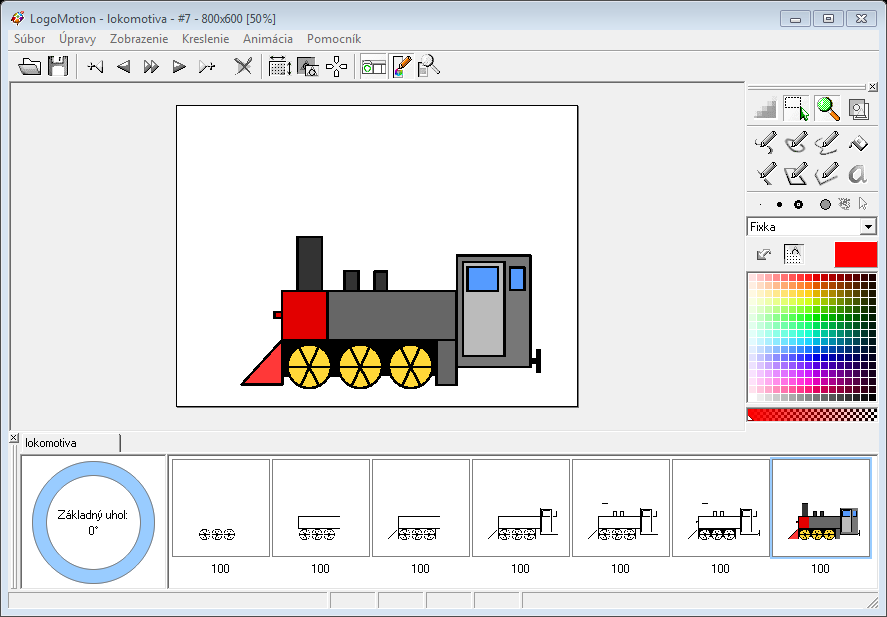 LogoMotion - lokomotiva - #7 - 800x600 [50%]
Súbor Úpravy Zobrazenie Kreslenie Animácia Pomocník
Fixka
lokomotiva
Základný uhol:
0°
100 100 100 100 100 100 100